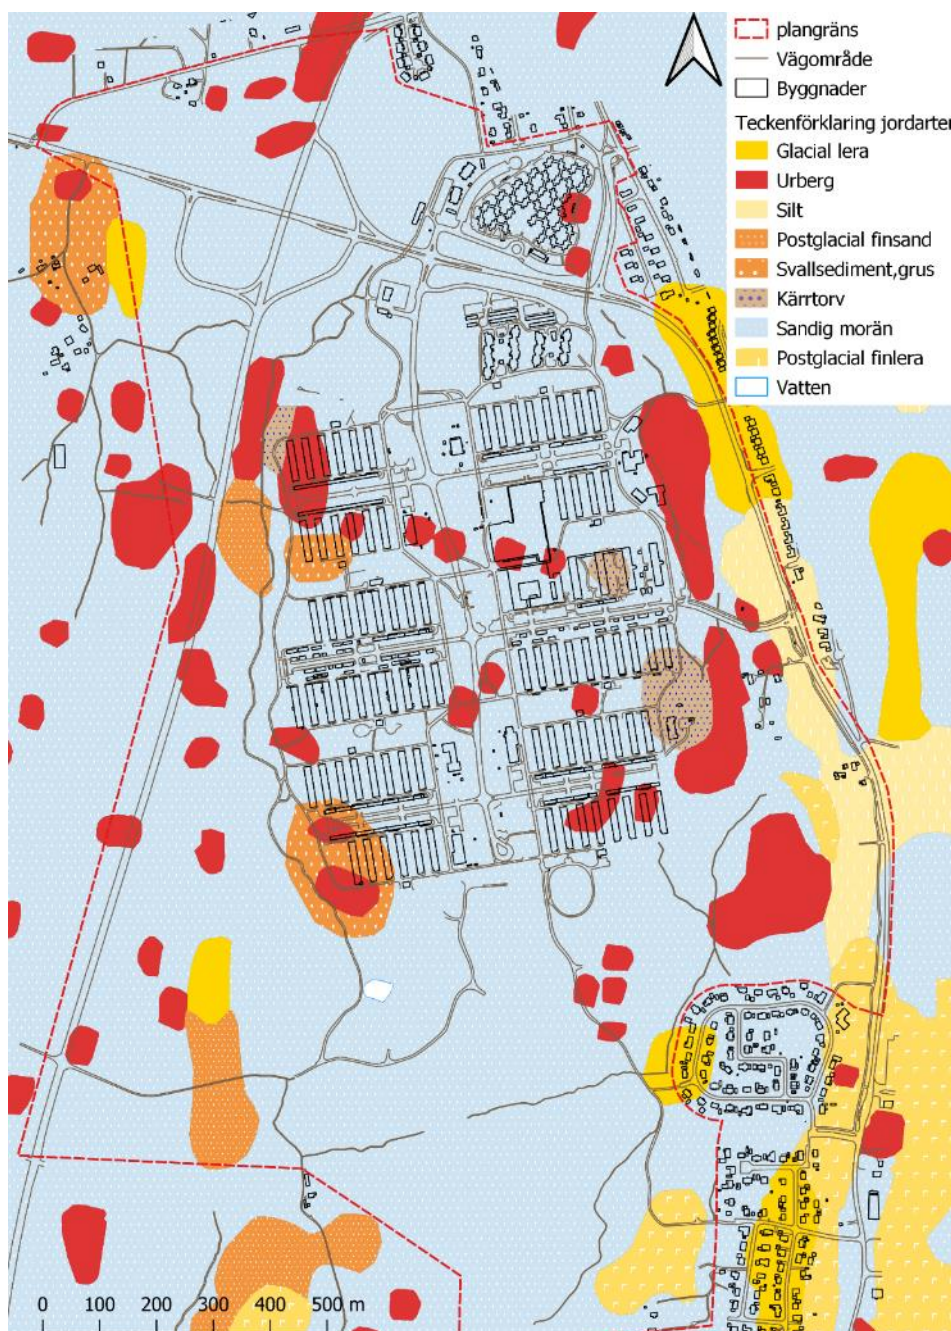 plangräns
Vägområde
Byggnader
Teckenförklaring jordarter
Glacial lera
Urberg
Silt
Postglacial finsand
Svallsediment,grus
Kärrtorv
Sandig morän
Postglacial finlera
Vatten
0 100 200 300 400 500 m